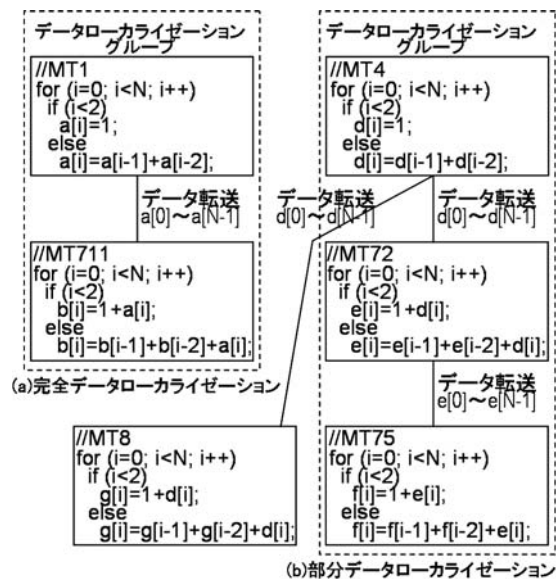 データローカライゼーション
グループ
//MT1
for (i=0; i<N; i++)
if (i<2)
a[i]=1;
else
a[i]=a[i-1]+a[i-2];
データ転送
a[0]～a[N-1]
//MT711
for (i=0; i<N; i++)
if (i<2)
b[i]=1+a[i];
else
b[i]=b[i-1]+b[i-2]+a[i];
(a)完全データローカライゼーション
データローカライゼーション
グループ
//MT4
for (i=0; i<N; i++)
if (i<2)
d[i]=1;
else
d[i]=d[i-1]+d[i-2];
データ転送
d[0]～d[N-1]
データ転送
d[0]～d[N-1]
//MT72
for (i=0; i<N; i++)
if (i<2)
e[i]=1+d[i];
else
e[i]=e[i-1]+e[i-2]+d[i];
データ転送
e[0]～e[N-1]
//MT8
for (i=0; i<N; i++)
if (i<2)
g[i]=1+d[i];
else
g[i]=g[i-1]+g[i-2]+d[i];
//MT75
for (i=0; i<N; i++)
if (i<2)
f[i]=1+e[i];
else
f[i]=f[i-1]+f[i-2]+e[i];
(b)部分データローカライゼーション